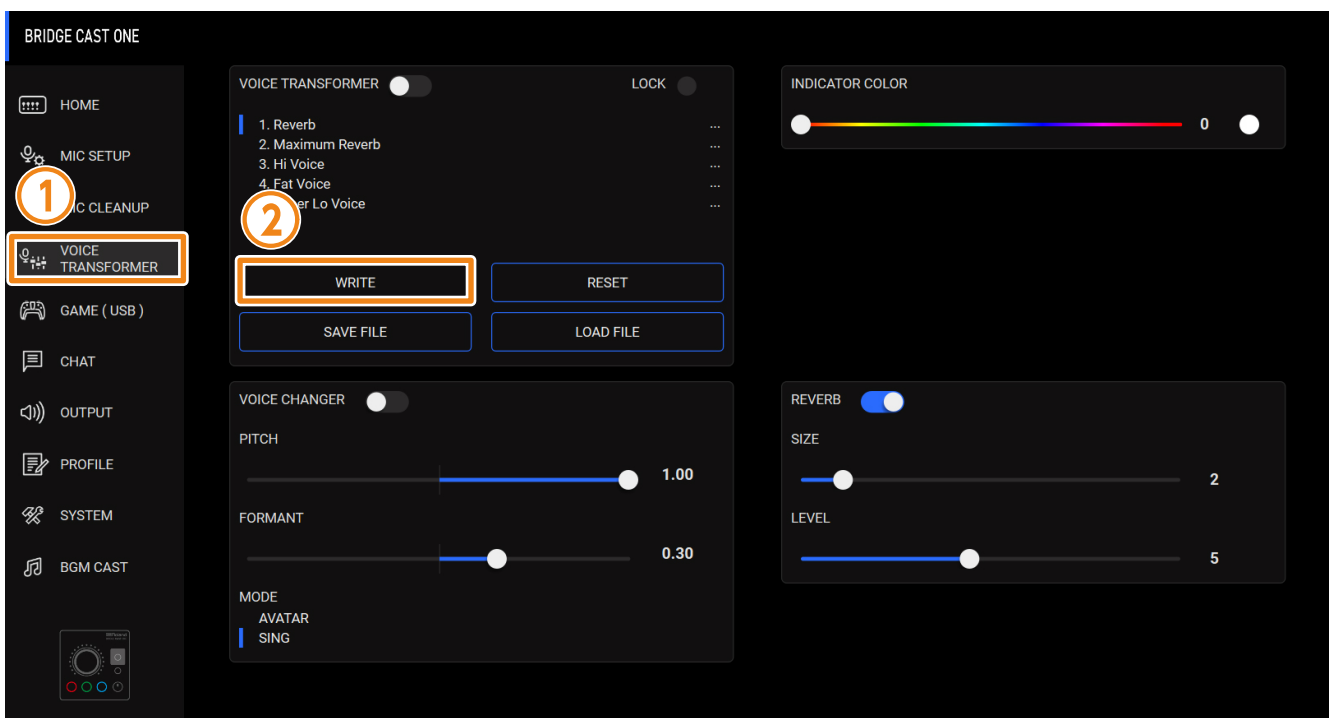 BRIDGE CAST ONE
HOME
MIC SETUP
1
IC CLEANUP
VOICE
TRANSFORMER
GAME ( USB )
CHAT
OUTPUT
PROFILE
SYSTEM
BGM CAST
VOICE TRANSFORMER
LOCK
1. Reverb
...
2. Maximum Reverb
...
3. Hi Voice
...
4. Fat Voice
...
er Lo Voice
...
2
WRITE
RESET
SAVE FILE
LOAD FILE
INDICATOR COLOR
0
VOICE CHANGER
PITCH
1.00
FORMANT
0.30
MODE
AVATAR
SING
REVERB
SIZE
2
LEVEL
5